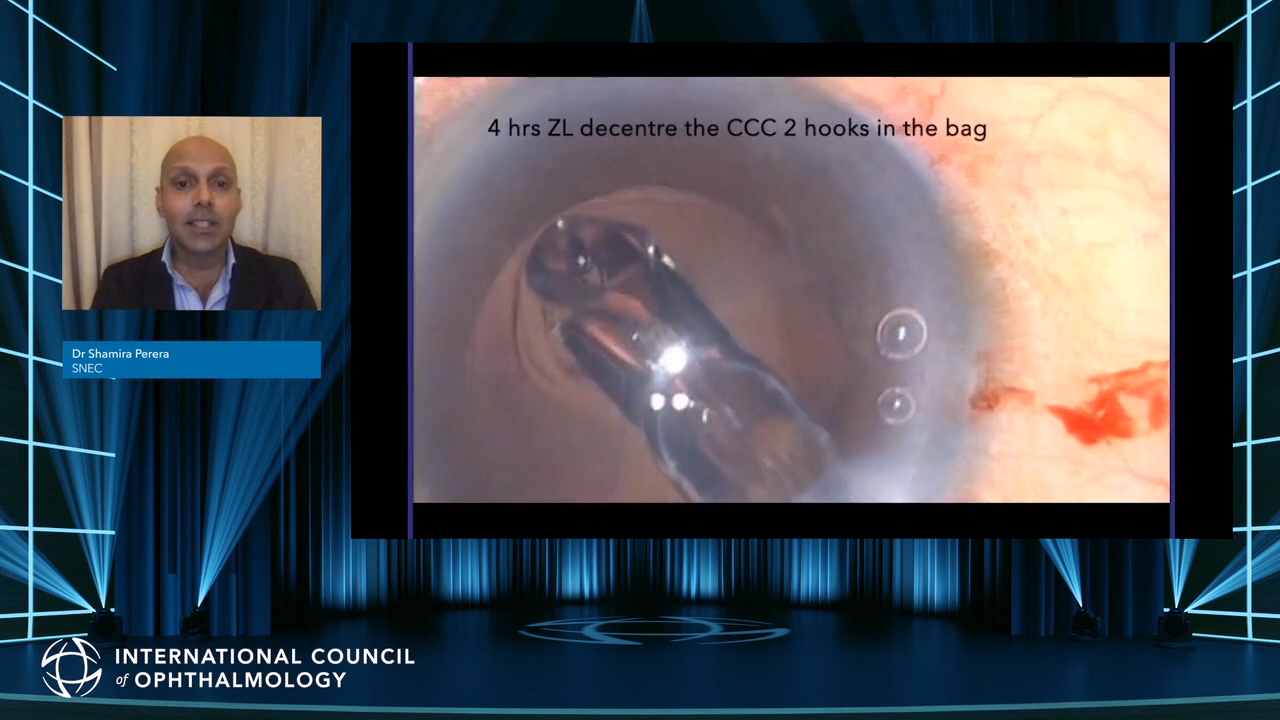 4 hrs ZL decentre the CCC 2 hooks in the bag
Dr Shamira Perera
SNEC
INTERNATIONAL COUNCIL
of OPHTHALMOLOGY